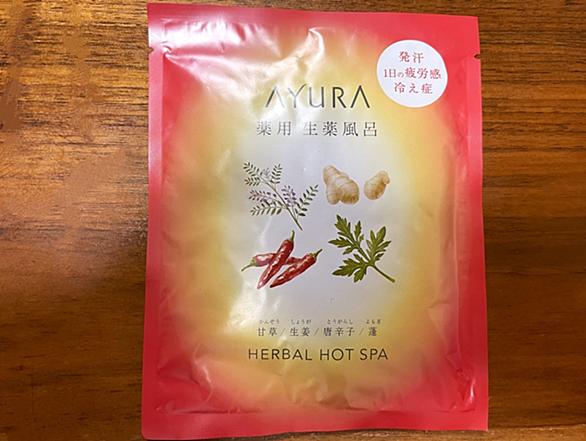 発汗
1日の疲労感
冷え症
AYURA
薬用 生薬風呂
かんぞう しょうが とうがらし よもぎ
甘草/生姜/唐辛子/蓬
HERBAL HOT SPA